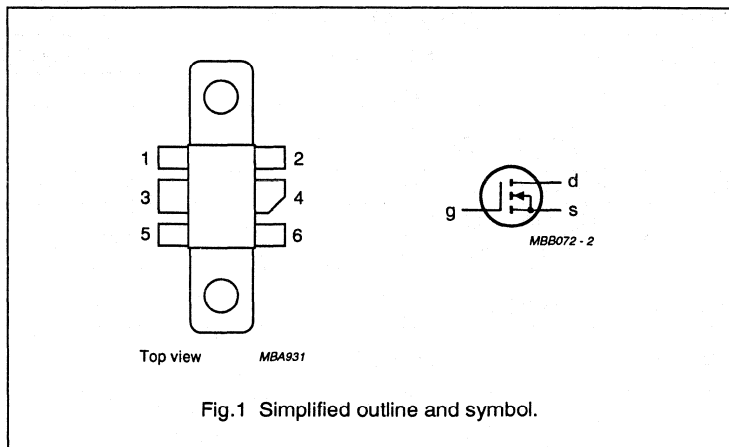 1 2
3 4
5 6
Top view MBA931
g d
s
MBB072 - 2
Fig.1 Simplified outline and symbol.